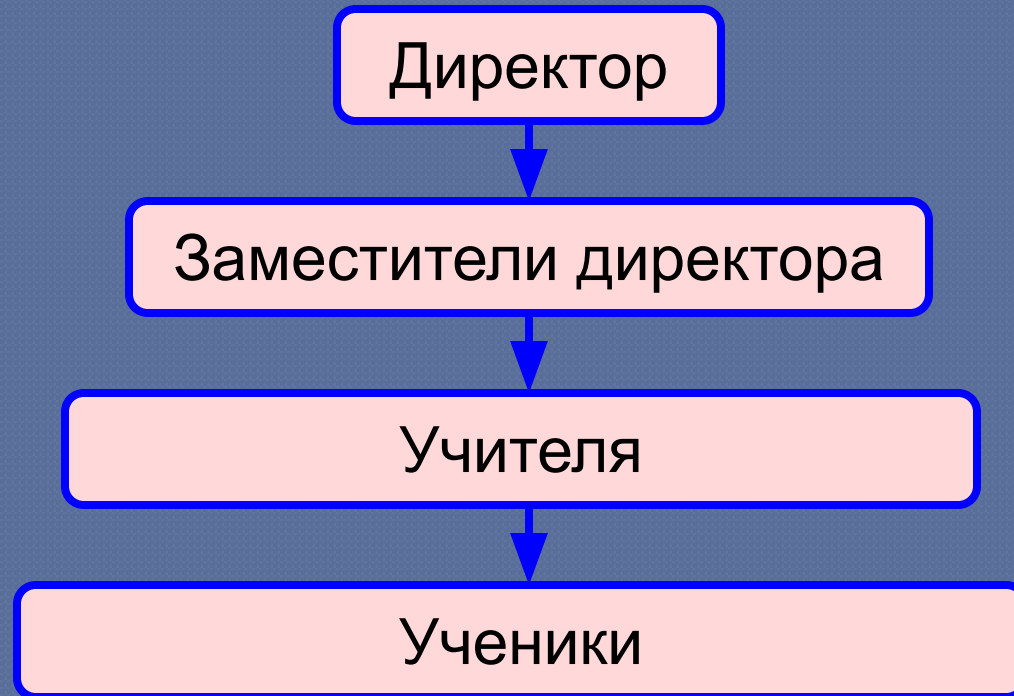 Директор
Заместители директора
Учителя
Ученики